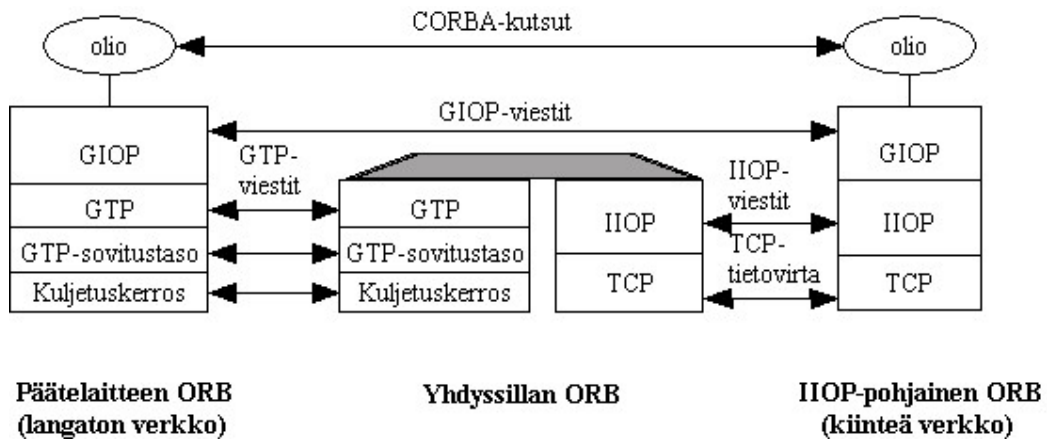 CORBA-kutsut
olio
olio
GIOP-viestit
GIOP
GTP-
viestit
GTP
GTP-sovitustaso
Kuljetuskerros
GTP
GTP-sovitustaso
Kuljetuskerros
IIOP
TCP
IIOP-
viestit
TCP-
tietovirta
GIOP
IIOP
TCP
Päätelaitteen ORB
(langaton verkko)
Yhdyssillan ORB
IIOP-pohjainen ORB
(kiinteä verkko)